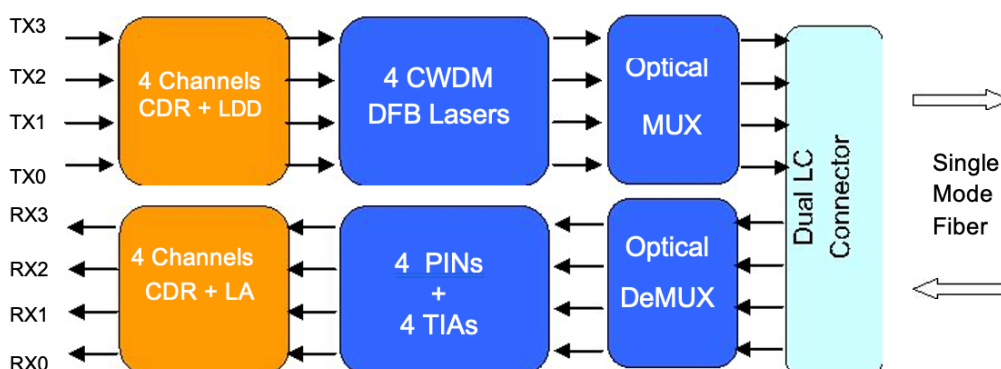 TX3
TX2
TX1
TX0
4 Channels
CDR + LDD
4 CWDM
DFB Lasers
Optical
MUX
Dual LC
Connector
Single
Mode
Fiber
RX3
RX2
RX1
RX0
4 Channels
CDR + LA
4 PINs
+
4 TIAs
Optical
DeMUX